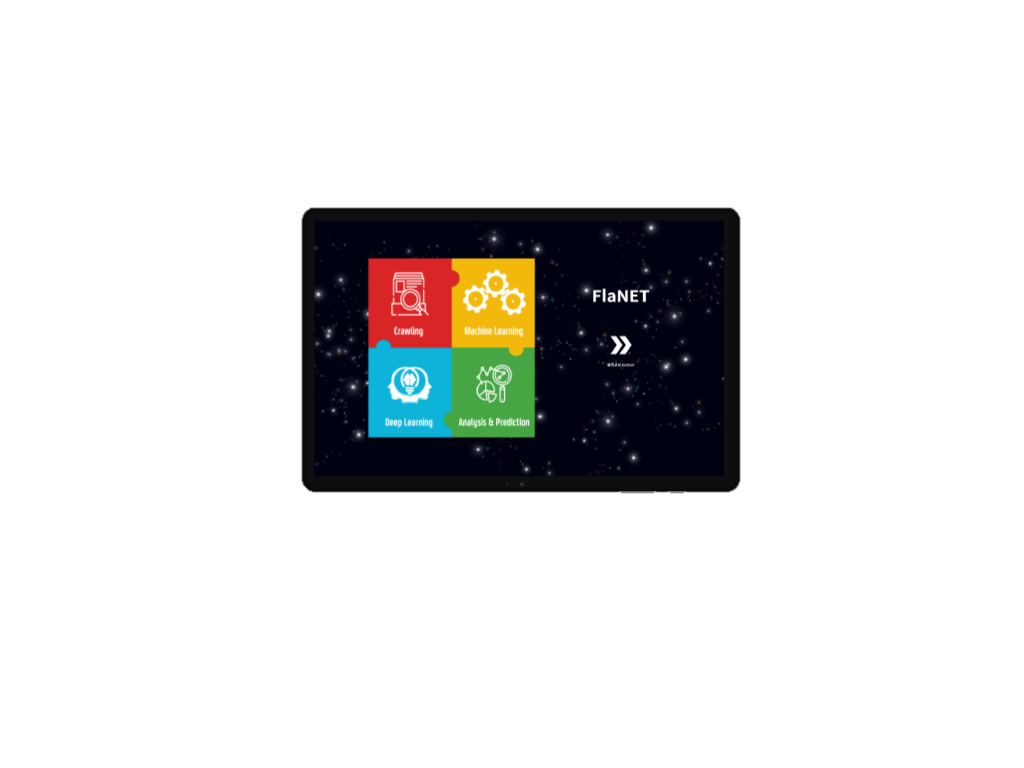 Crawling
Machine Learning
Deep Learning
Analysis & Prediction
FlaNET